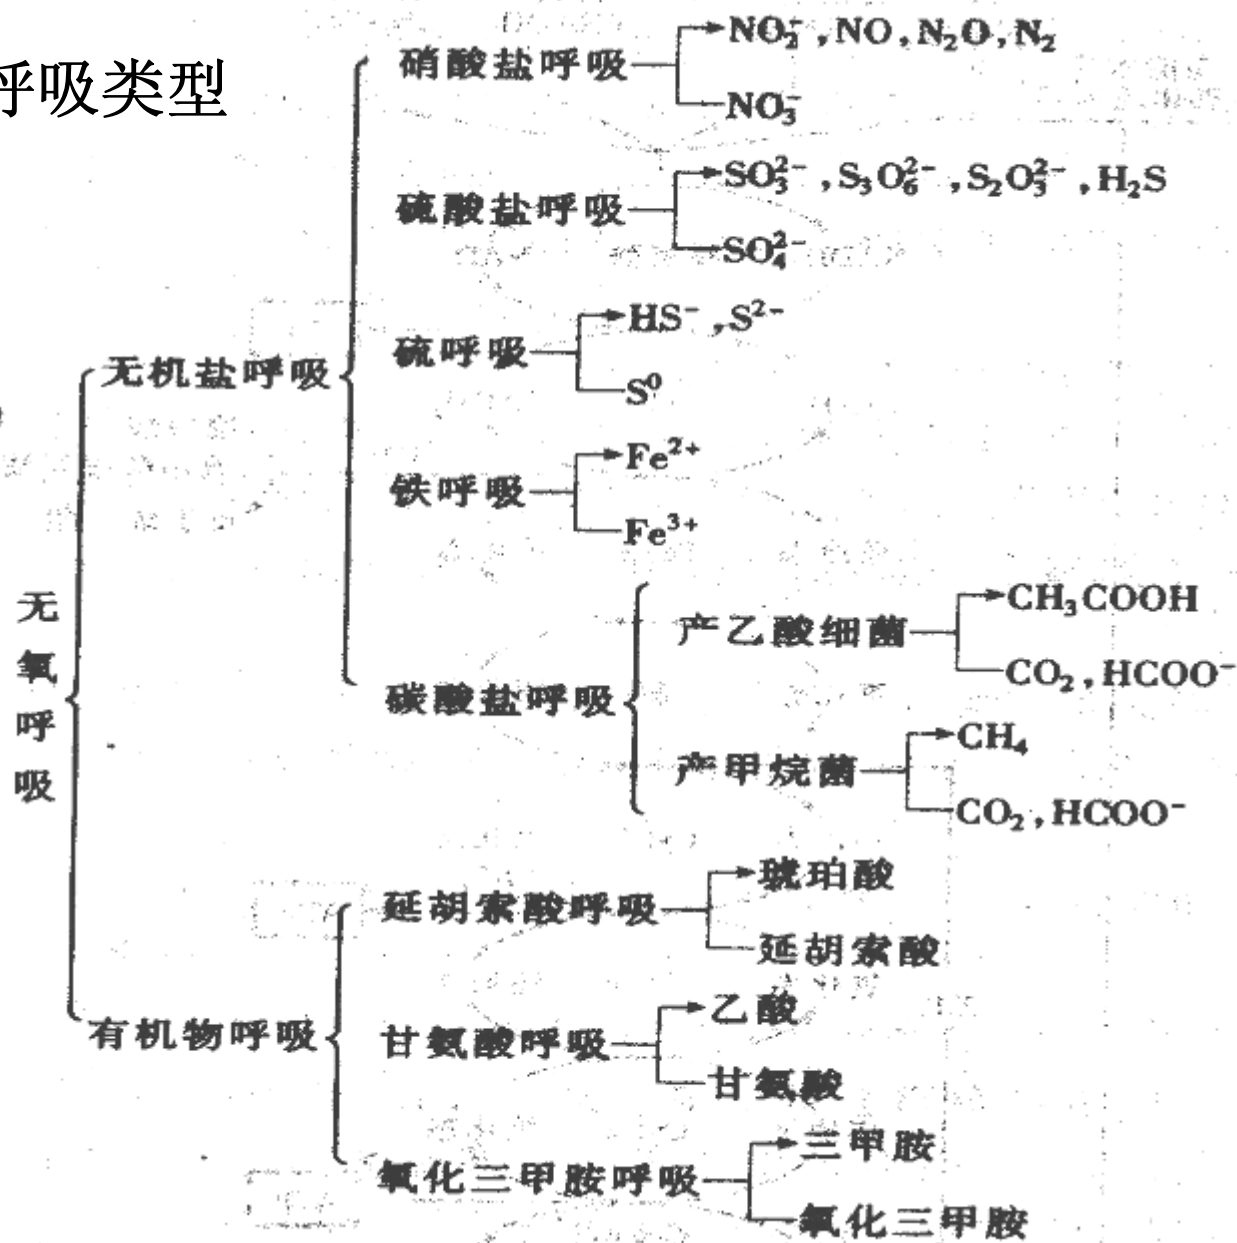 呼吸类型
硝酸盐呼吸
NO₂⁻, NO, N₂O, N₂
NO₃⁻
硫酸盐呼吸
SO₃²⁻, S₃O₆²⁻, S₂O₃²⁻, H₂S
SO₄²⁻
硫呼吸
HS⁻, S²⁻
S⁰
铁呼吸
Fe²⁺
Fe³⁺
无机盐呼吸
碳酸盐呼吸
产乙酸细菌
CH₃COOH
CO₂, HCOO⁻
产甲烷菌
CH₄
CO₂, HCOO⁻
无氧呼吸
有机物呼吸
延胡索酸呼吸
琥珀酸
延胡索酸
甘氨酸呼吸
乙酸
甘氨酸
氧化三甲胺呼吸
三甲胺
氧化三甲胺